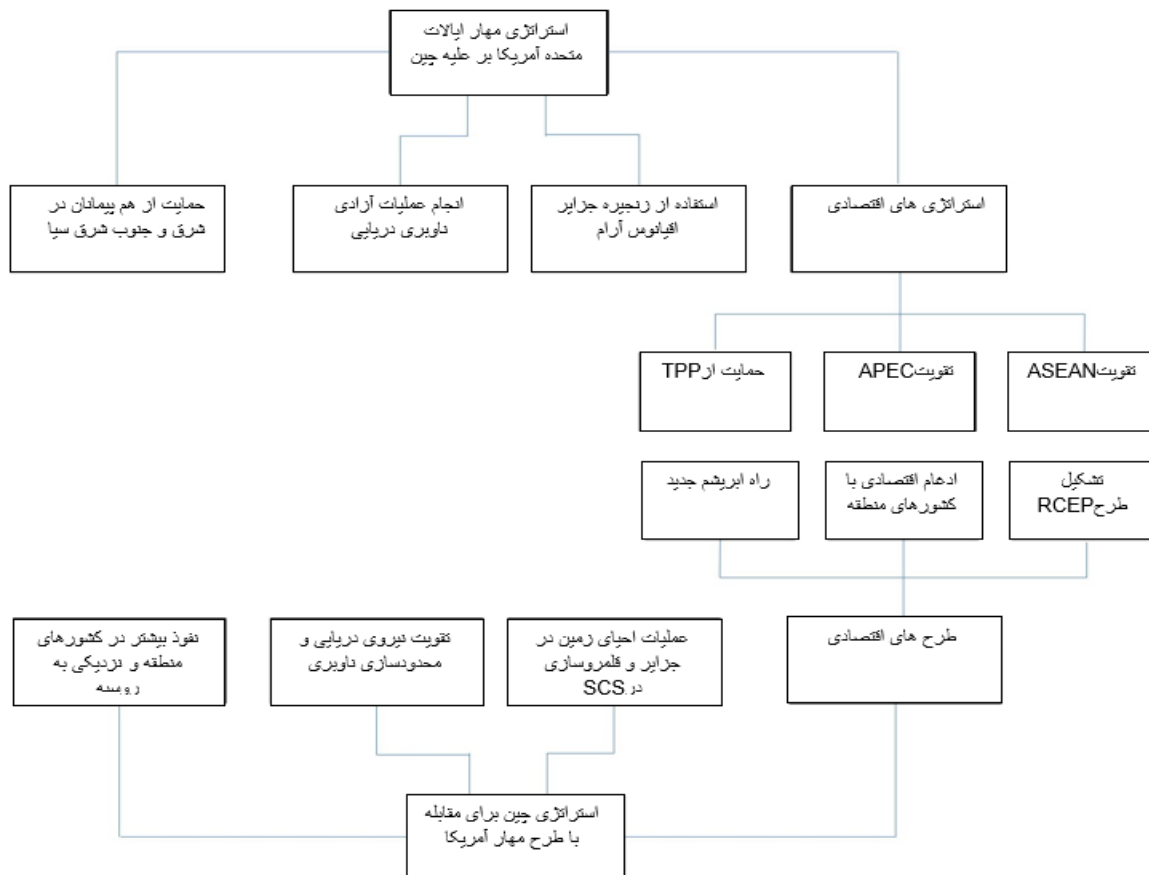 استراتژی مهار ایالات
متحده آمریکا بر علیه چین
حمایت از هم پیمانان در
شرق و جنوب شرق سیا
انجام عملیات آزادی
ناوبری دریایی
استفاده از زنجیره جزایر
اقیانوس آرام
استراتژی های اقتصادی
حمایت ازTPP
تقویتAPEC
تقویتASEAN
راه ابریشم جدید
ادغام اقتصادی با
کشورهای منطقه
تشکیل
طرحRCEP
نفوذ بیشتر در کشورهای
منطقه و نزدیکی به
روسیه
تقویت نیروی دریایی و
محدودسازی ناوبری
عملیات احیای زمین در
جزایر و قلمروسازی
درSCS
طرح های اقتصادی
استراتژی چین برای مقابله
با طرح مهار آمریکا